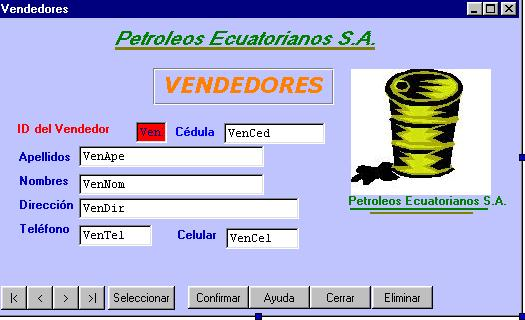 Vendedores
Petroleos Ecuatorianos S.A.
VENDEDORES
ID del Vendedor Ven Cédula VenCed
Apellidos VenApe
Nombres VenNom
Dirección VenDir
Petroleos Ecuatorianos S.A.
Teléfono VenTel Celular VenCel
|< < > >| Seleccionar Confirmar Ayuda Cerrar Eliminar